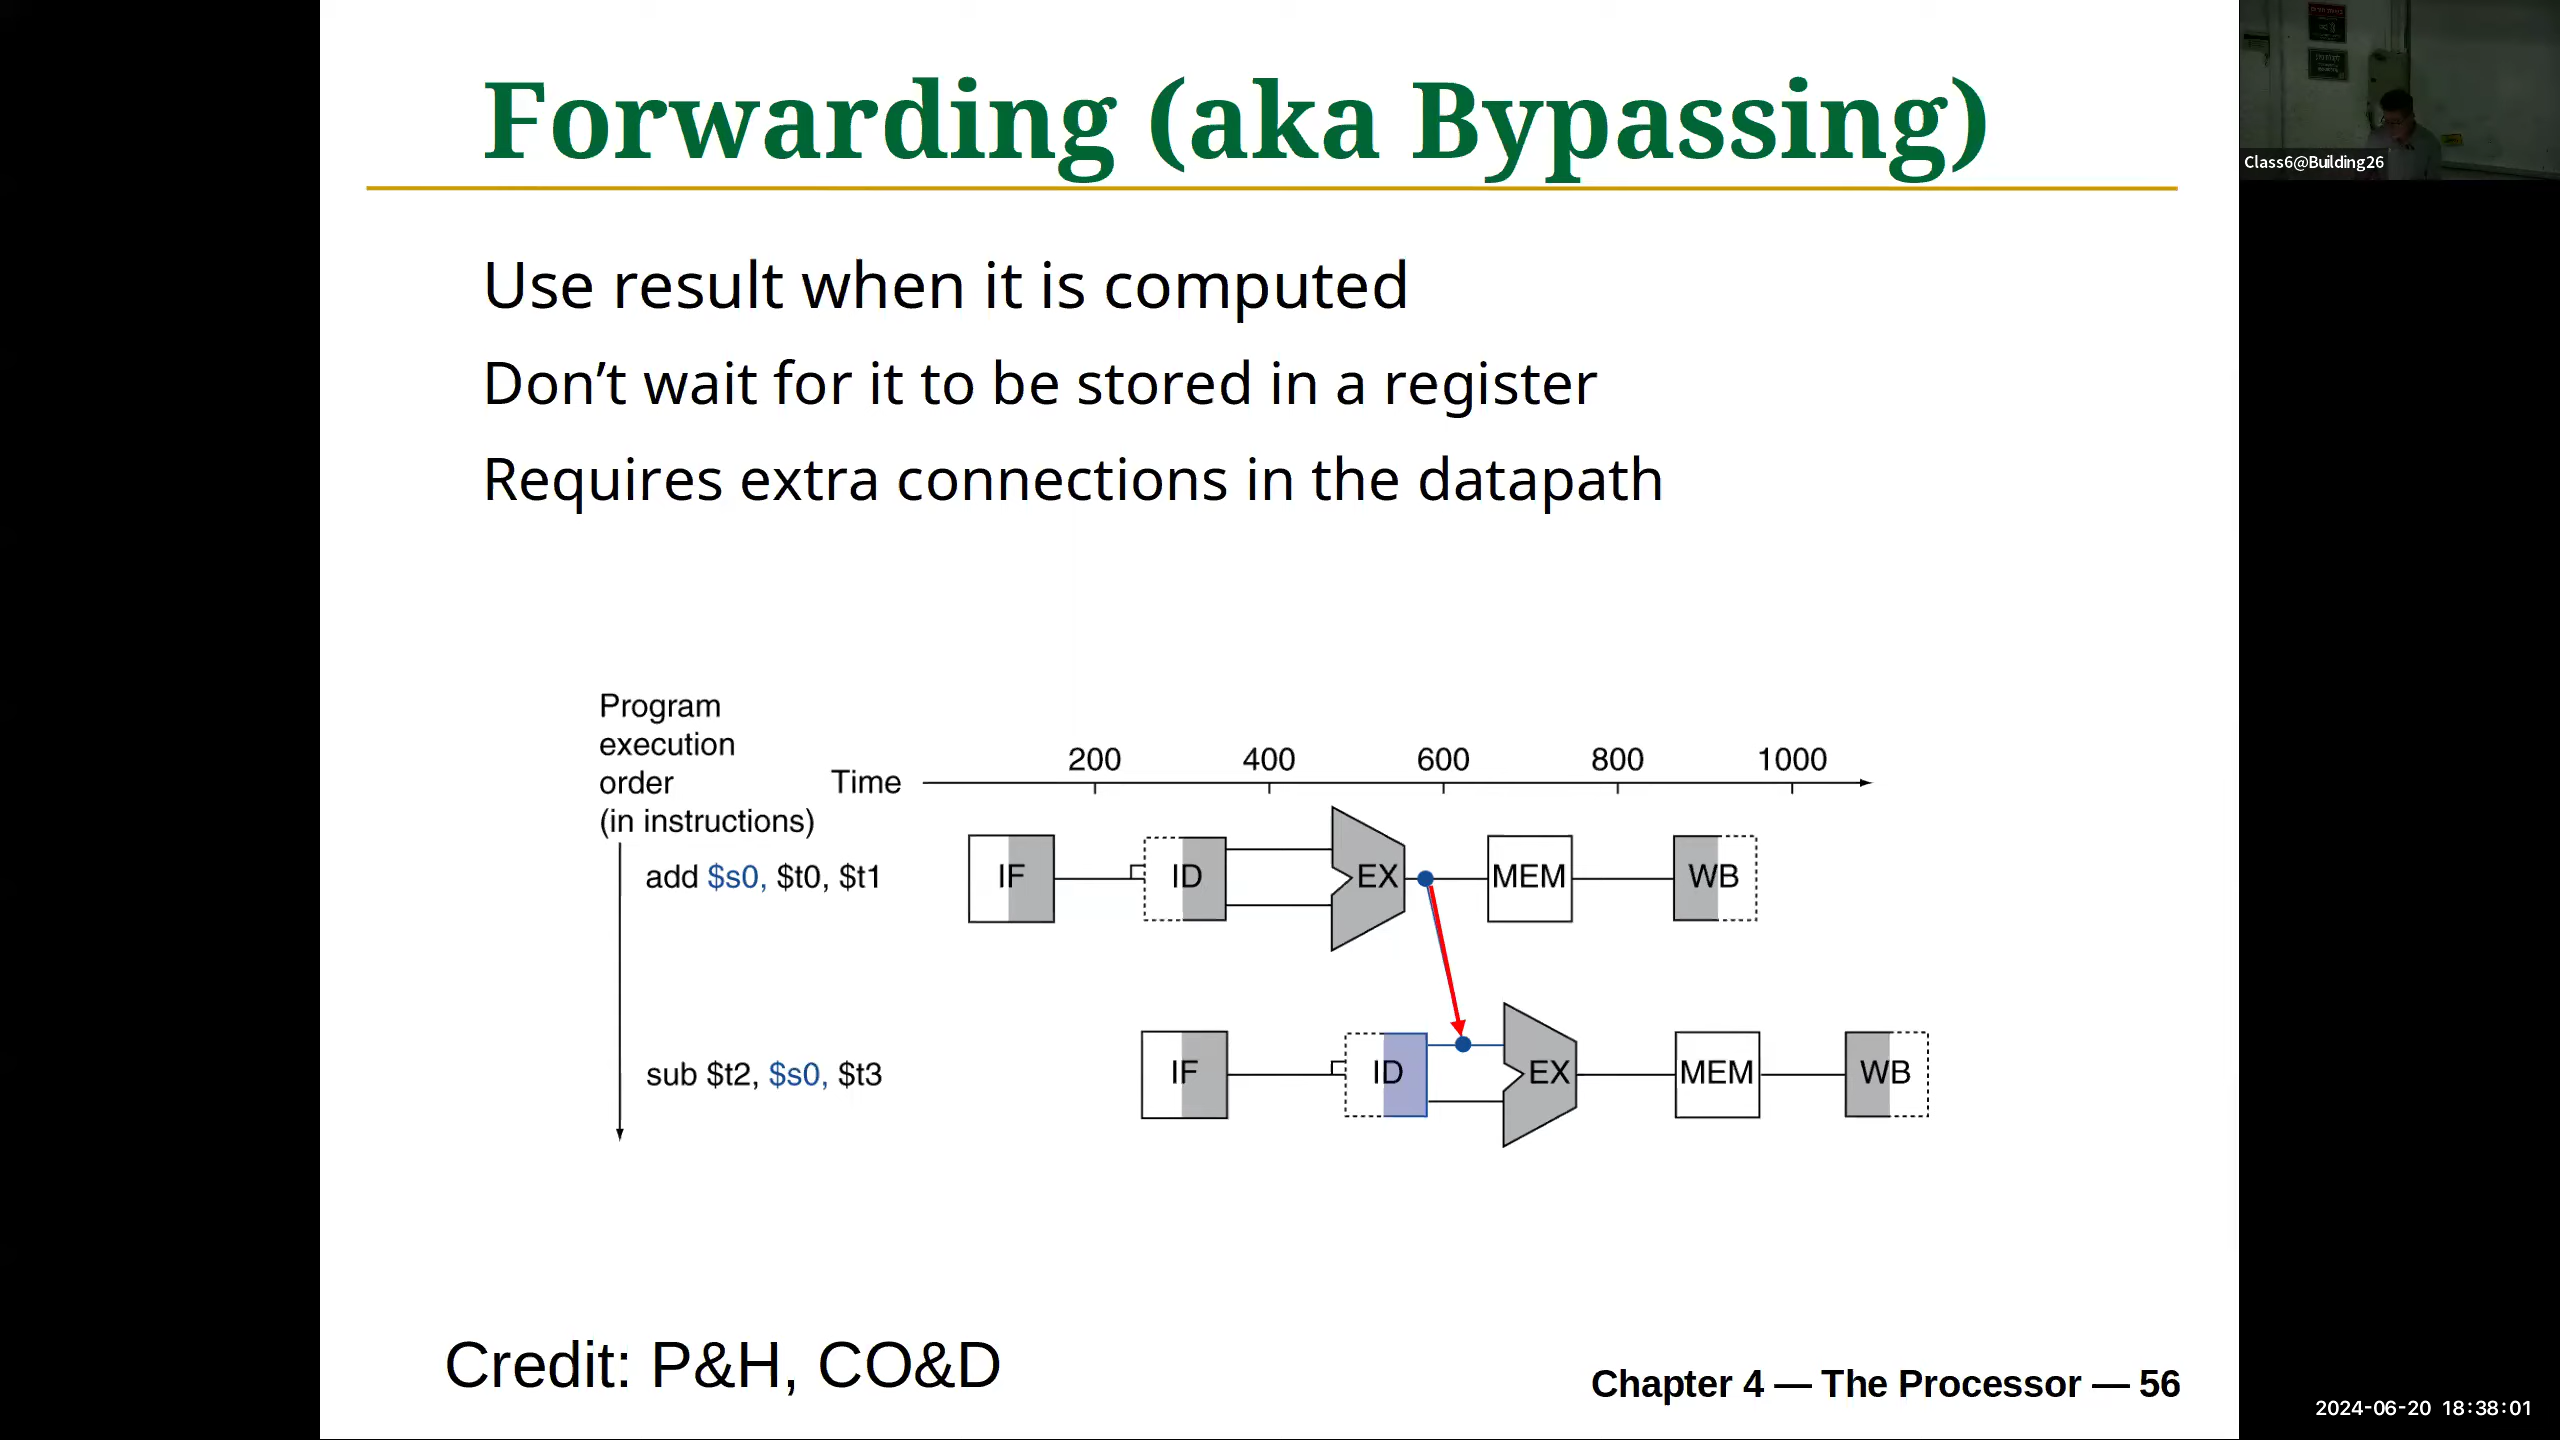 Forwarding (aka Bypassing)
Class6@Building26
Use result when it is computed
Don’t wait for it to be stored in a register
Requires extra connections in the datapath
Program
execution
order
(in instructions)
Time
200 400 600 800 1000
add $s0, $t0, $t1
IF ID EX MEM WB
sub $t2, $s0, $t3
IF ID EX MEM WB
Credit: P&H, CO&D
Chapter 4 — The Processor — 56
2024-06-20 18:38:01